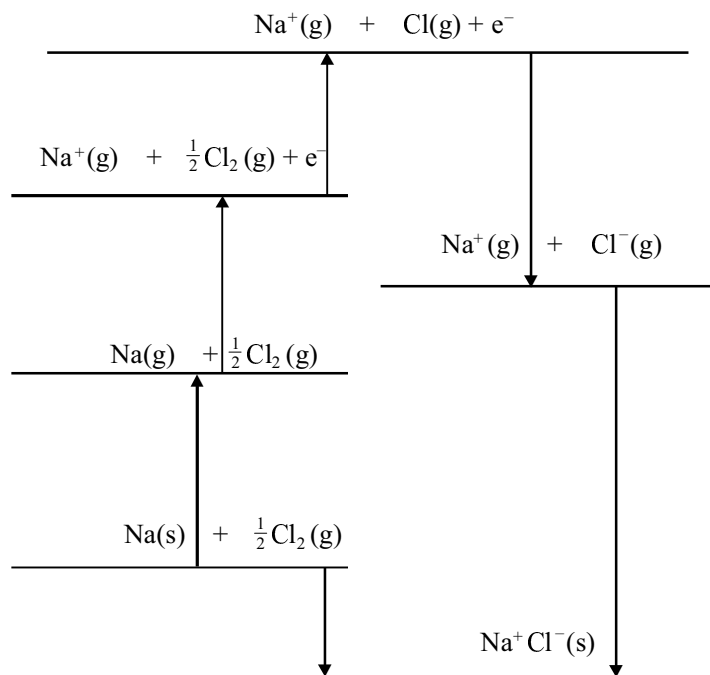 Na⁺(g) + Cl(g) + e⁻
Na⁺(g) + ½Cl₂(g) + e⁻
Na⁺(g) + Cl⁻(g)
Na(g) + ½Cl₂(g)
Na(s) + ½Cl₂(g)
Na⁺Cl⁻(s)